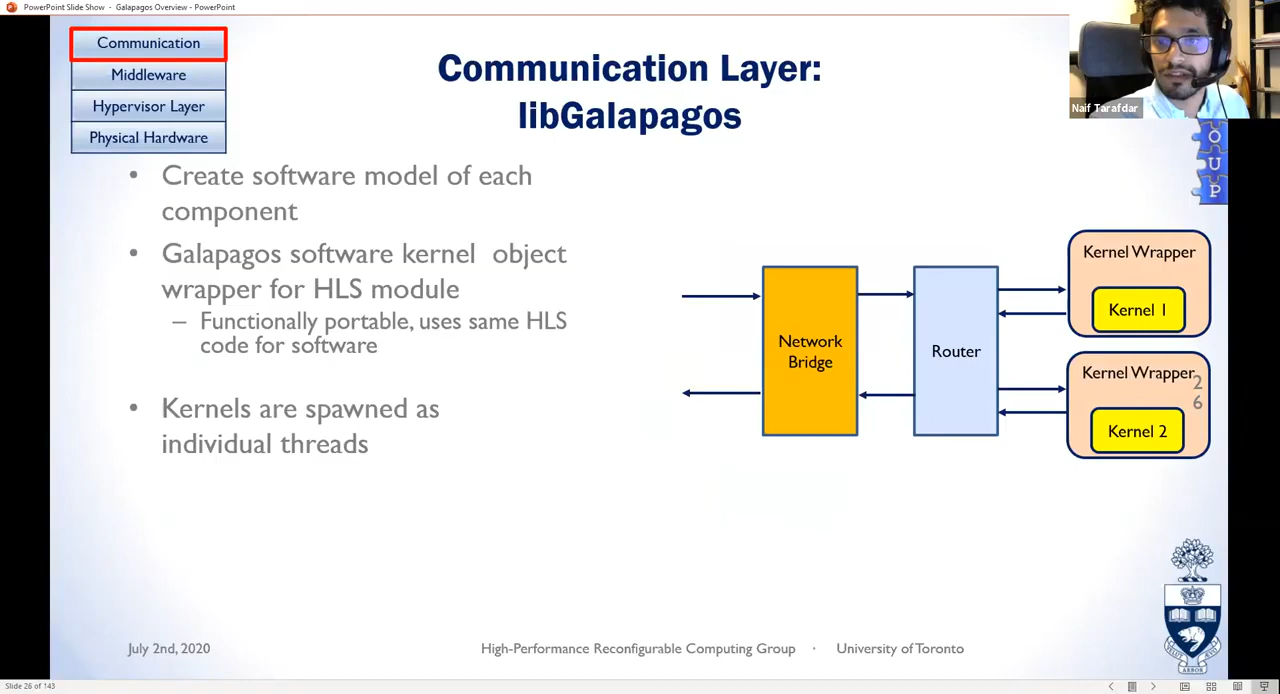 PowerPoint Slide Show - Galapagos Overview - PowerPoint
Communication
Middleware
Hypervisor Layer
Physical Hardware
Communication Layer:
libGalapagos
Naif Tarafdar
O
U
P
• Create software model of each
component
• Galapagos software kernel object
wrapper for HLS module
– Functionally portable, uses same HLS
code for software
• Kernels are spawned as
individual threads
Network
Bridge
Router
Kernel Wrapper
Kernel 1
Kernel Wrapper
2
6
Kernel 2
July 2nd, 2020
High-Performance Reconfigurable Computing Group · University of Toronto
Slide 26 of 143